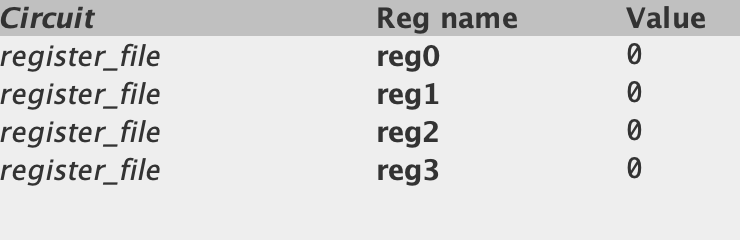 Circuit Reg name Value
register_file reg0 0
register_file reg1 0
register_file reg2 0
register_file reg3 0